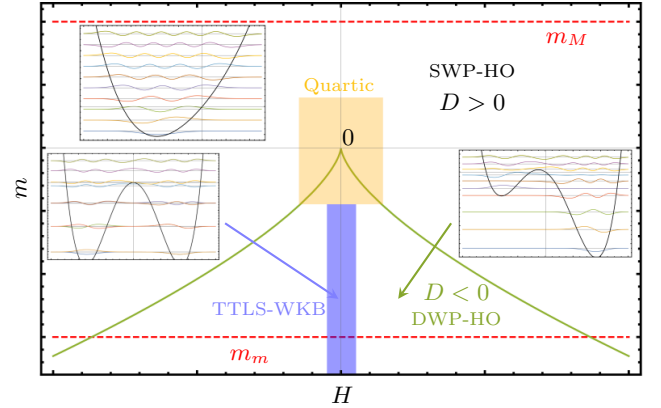 m_M
SWP-HO
D > 0
Quartic
0
m
D < 0
TTLS-WKB
DWP-HO
m_m
H